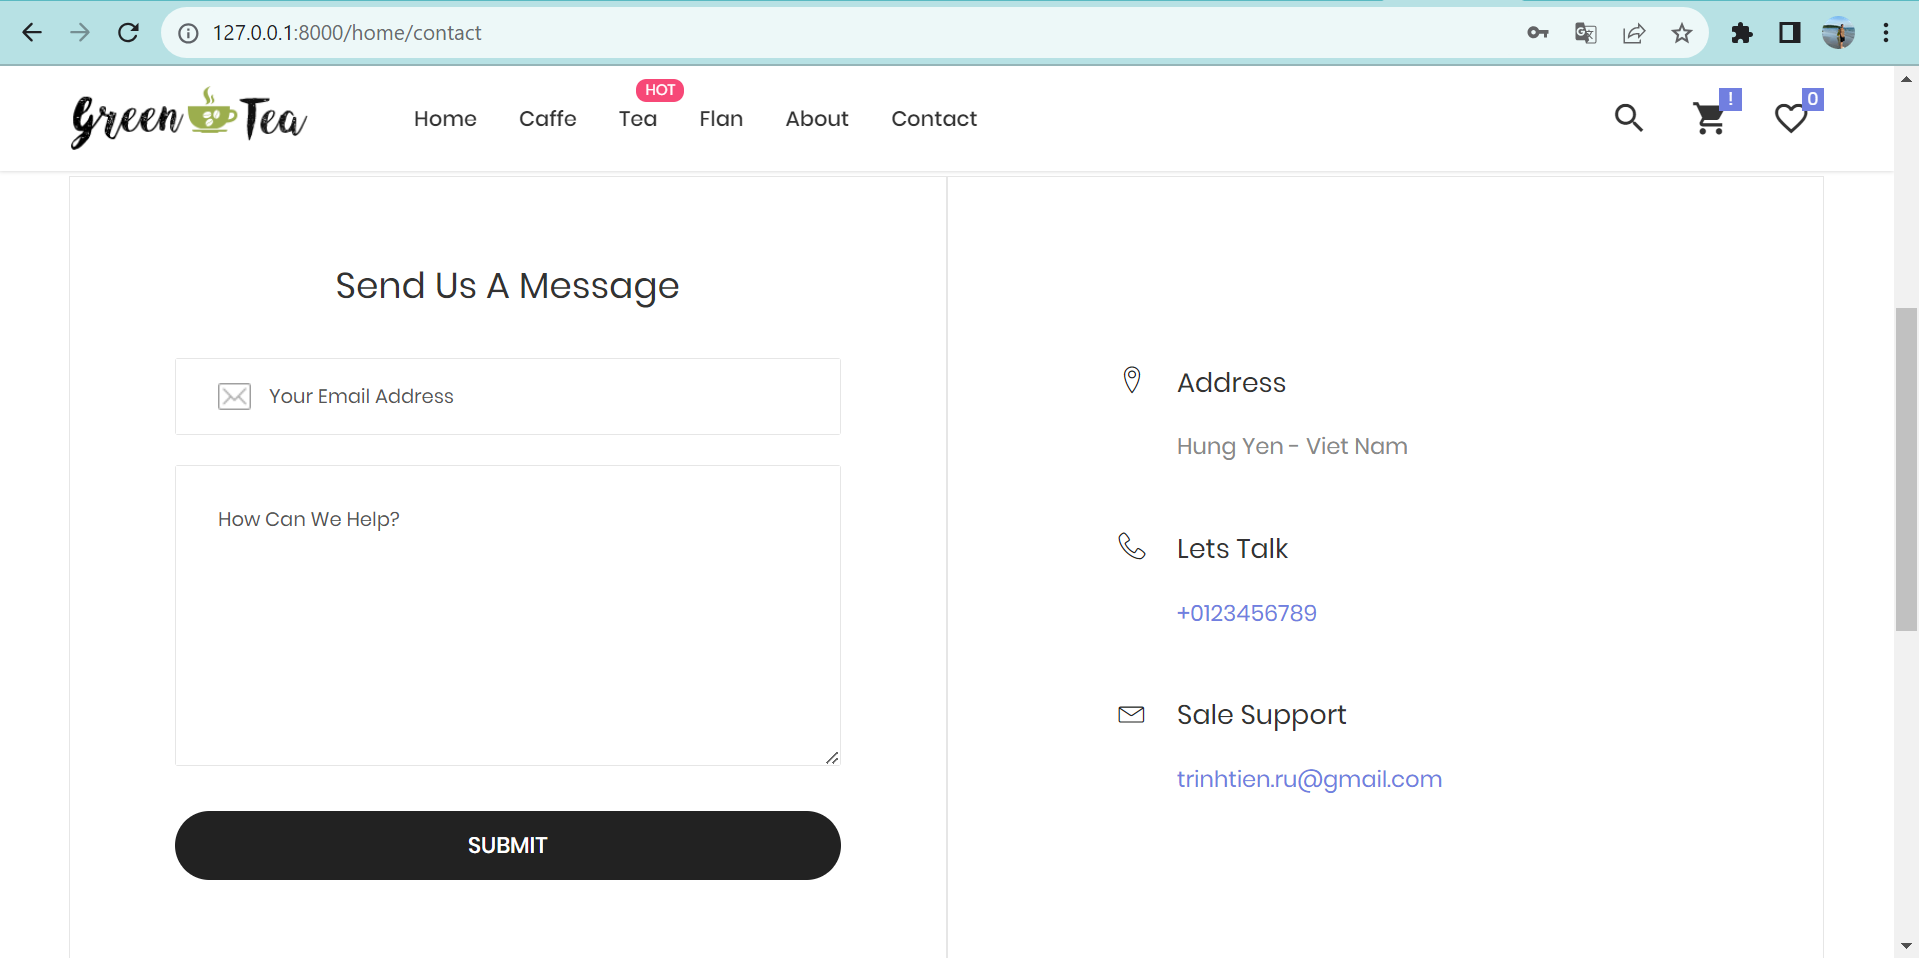 127.0.0.1:8000/home/contact
Green Tea
Home
Caffe
HOT
Tea
Flan
About
Contact
!
0
Send Us A Message
Your Email Address
How Can We Help?
SUBMIT
Address
Hung Yen - Viet Nam
Lets Talk
+0123456789
Sale Support
trinhtien.ru@gmail.com